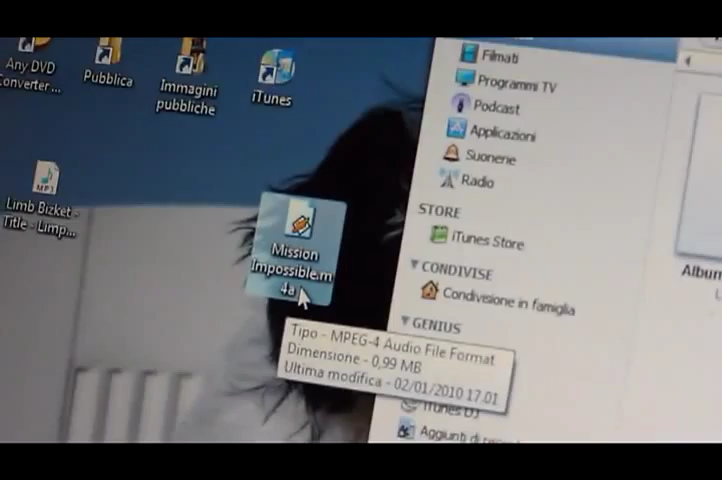 Any DVD
Converter ...
Pubblica
Immagini
pubbliche
iTunes
MP3
Limb Bizket -
Title - Limp...
Mission
Impossible.m
4a
Tipo - MPEG-4 Audio File Format
Dimensione - 0,99 MB
Ultima modifica - 02/01/2010 17.01
Filmati
Programmi TV
Podcast
Applicazioni
Suonerie
Radio
STORE
iTunes Store
CONDIVISE
Condivisione in famiglia
GENIUS
iTunes DJ
Aggiunti di
Album